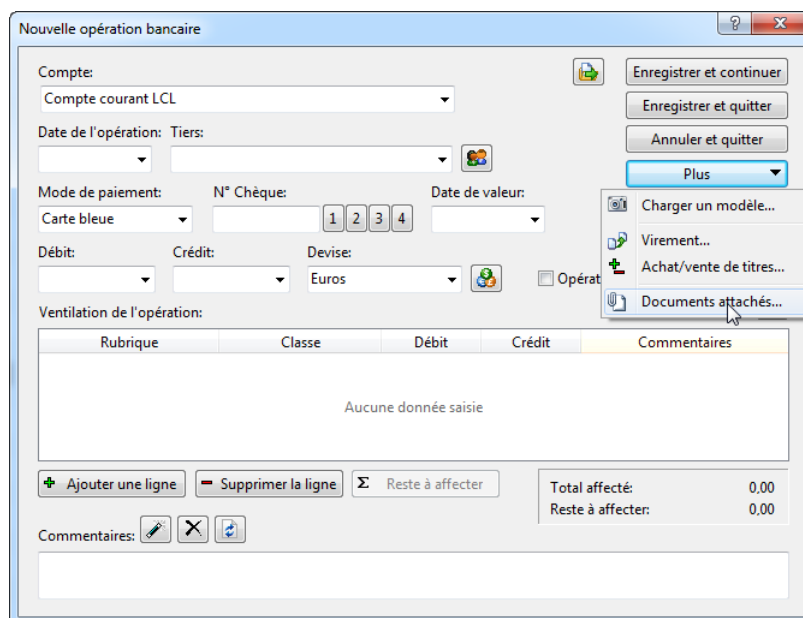 Nouvelle opération bancaire
Compte:
Enregistrer et continuer
Compte courant LCL
Enregistrer et quitter
Date de l'opération: Tiers:
Annuler et quitter
Plus
Mode de paiement: N° Chèque: Date de valeur:
Charger un modèle...
Carte bleue 1 2 3 4
Virement...
Débit: Crédit: Devise:
Achat/vente de titres...
Euros Opérat
Documents attachés...
Ventilation de l'opération:
Rubrique Classe Débit Crédit Commentaires
Aucune donnée saisie
Ajouter une ligne Supprimer la ligne Σ Reste à affecter
Total affecté: 0,00
Reste à affecter: 0,00
Commentaires: